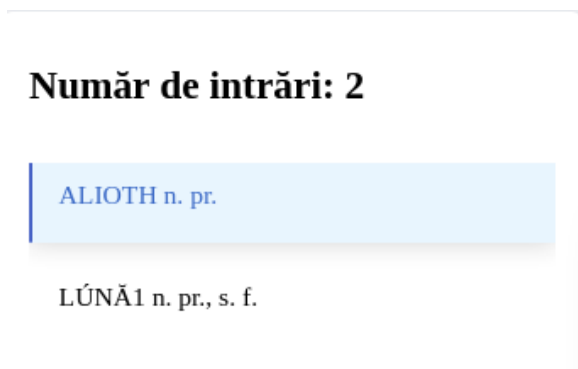 Număr de intrări: 2
ALIOTH n. pr.
LÚNĂ1 n. pr., s. f.